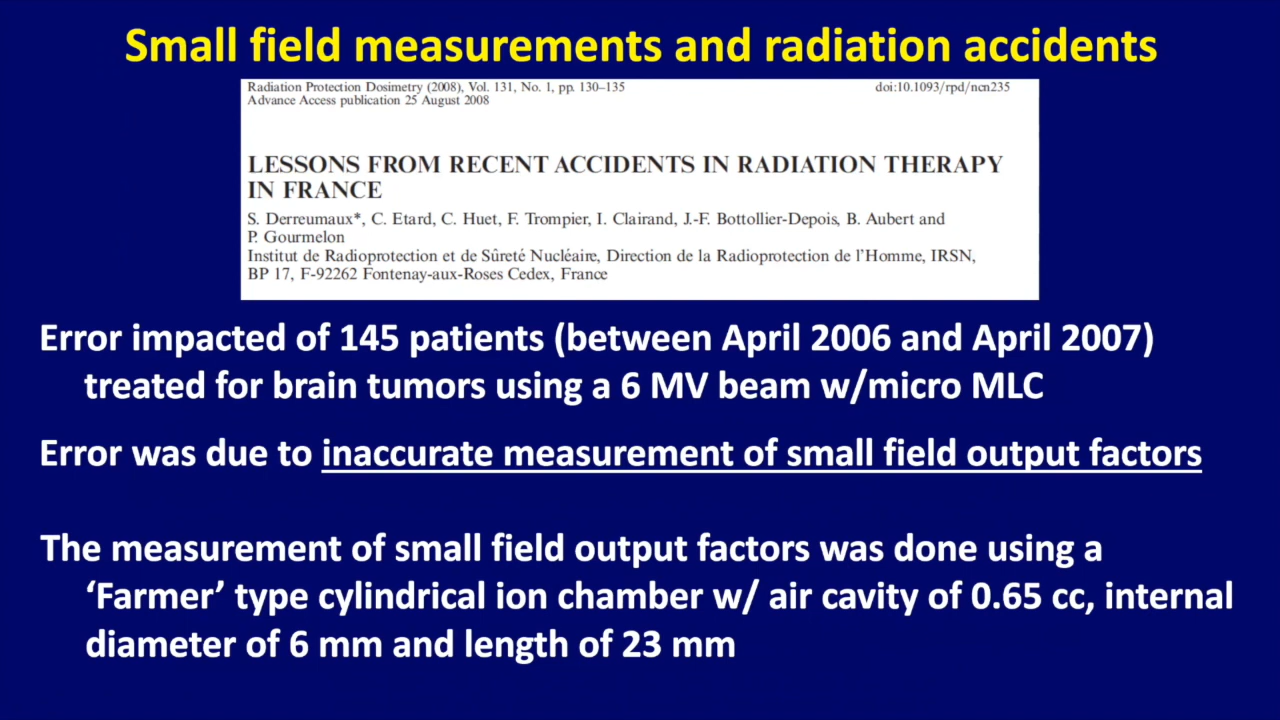 Small field measurements and radiation accidents
Radiation Protection Dosimetry (2008), Vol. 131, No. 1, pp. 130–135 doi:10.1093/rpd/ncn235
Advance Access publication 25 August 2008
LESSONS FROM RECENT ACCIDENTS IN RADIATION THERAPY
IN FRANCE
S. Derreumaux*, C. Etard, C. Huet, F. Trompier, I. Clairand, J.-F. Bottollier-Depois, B. Aubert and
P. Gourmelon
Institut de Radioprotection et de Sûreté Nucléaire, Direction de la Radioprotection de l’Homme, IRSN,
BP 17, F-92262 Fontenay-aux-Roses Cedex, France
Error impacted of 145 patients (between April 2006 and April 2007)
treated for brain tumors using a 6 MV beam w/micro MLC
Error was due to inaccurate measurement of small field output factors
The measurement of small field output factors was done using a
‘Farmer’ type cylindrical ion chamber w/ air cavity of 0.65 cc, internal
diameter of 6 mm and length of 23 mm